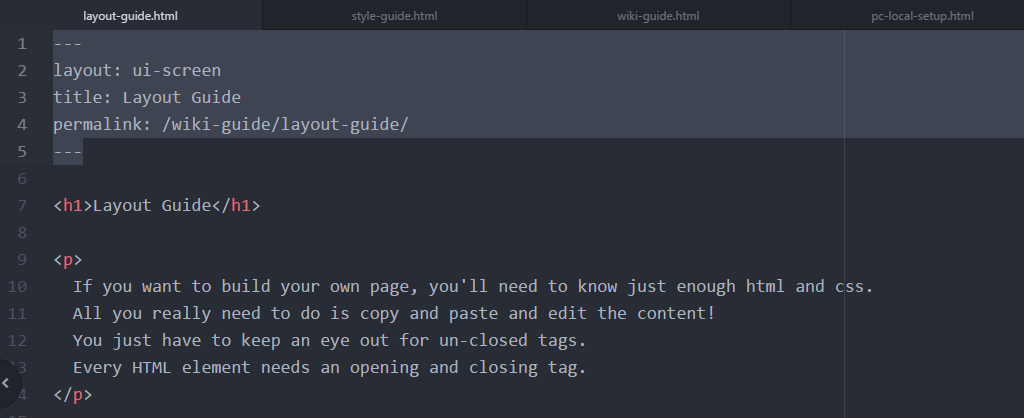 layout-guide.html style-guide.html wiki-guide.html pc-local-setup.html
1 ---
2 layout: ui-screen
3 title: Layout Guide
4 permalink: /wiki-guide/layout-guide/
5 ---
6
7 <h1>Layout Guide</h1>
8
9 <p>
10 If you want to build your own page, you'll need to know just enough html and css.
11 All you really need to do is copy and paste and edit the content!
12 You just have to keep an eye out for un-closed tags.
13 Every HTML element needs an opening and closing tag.
4 </p>